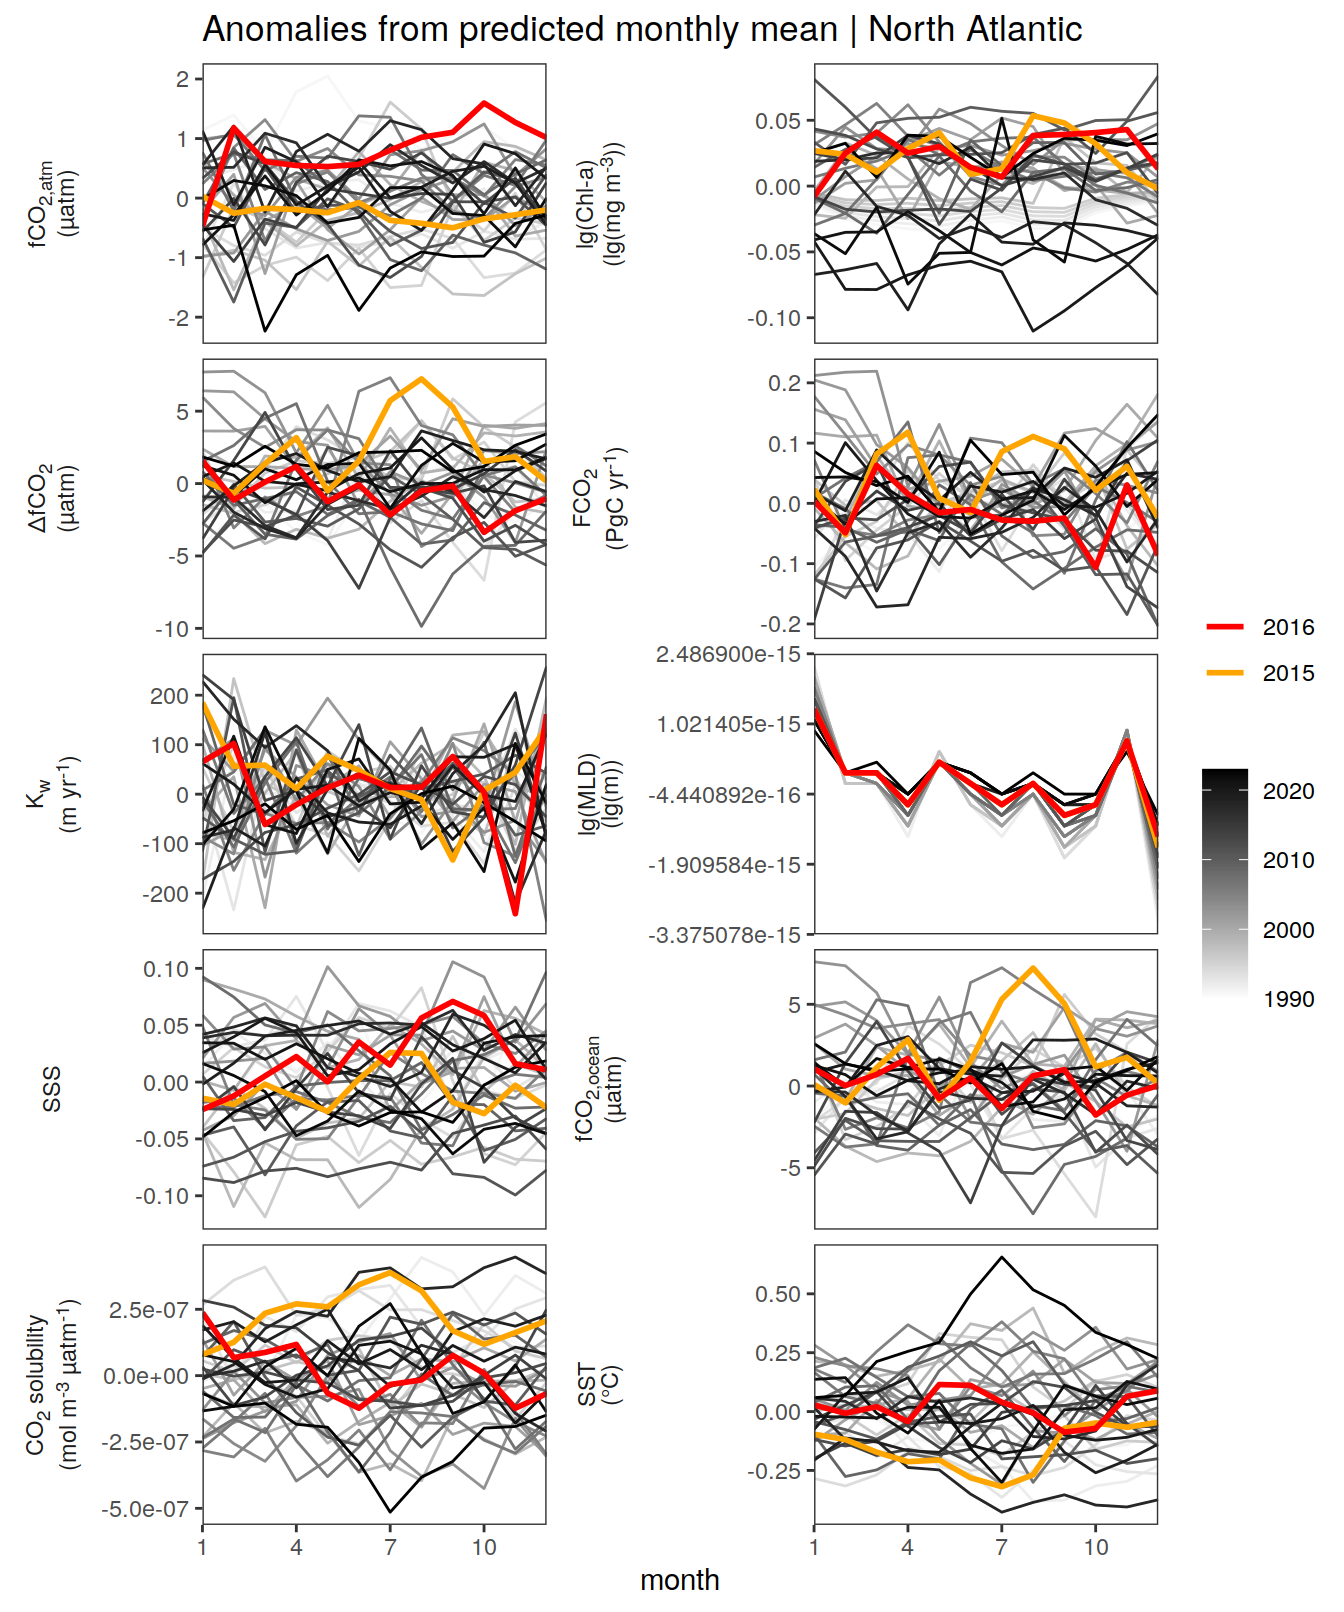 Anomalies from predicted monthly mean | North Atlantic
fCO2,atm
(µatm)
2
1
0
-1
-2
lg(Chl-a)
(lg(mg m-3))
0.05
0.00
-0.05
-0.10
ΔfCO2
(µatm)
5
0
-5
-10
FCO2
(PgC yr-1)
0.2
0.1
0.0
-0.1
-0.2
Kw
(m yr-1)
200
100
0
-100
-200
lg(MLD)
(lg(m))
2.486900e-15
1.021405e-15
-4.440892e-16
-1.909584e-15
-3.375078e-15
SSS
0.10
0.05
0.00
-0.05
-0.10
fCO2,ocean
(µatm)
5
0
-5
CO2 solubility
(mol m-3 µatm-1)
2.5e-07
0.0e+00
-2.5e-07
-5.0e-07
SST
(°C)
0.50
0.25
0.00
-0.25
1 4 7 10
1 4 7 10
month
2016
2015
2020
2010
2000
1990